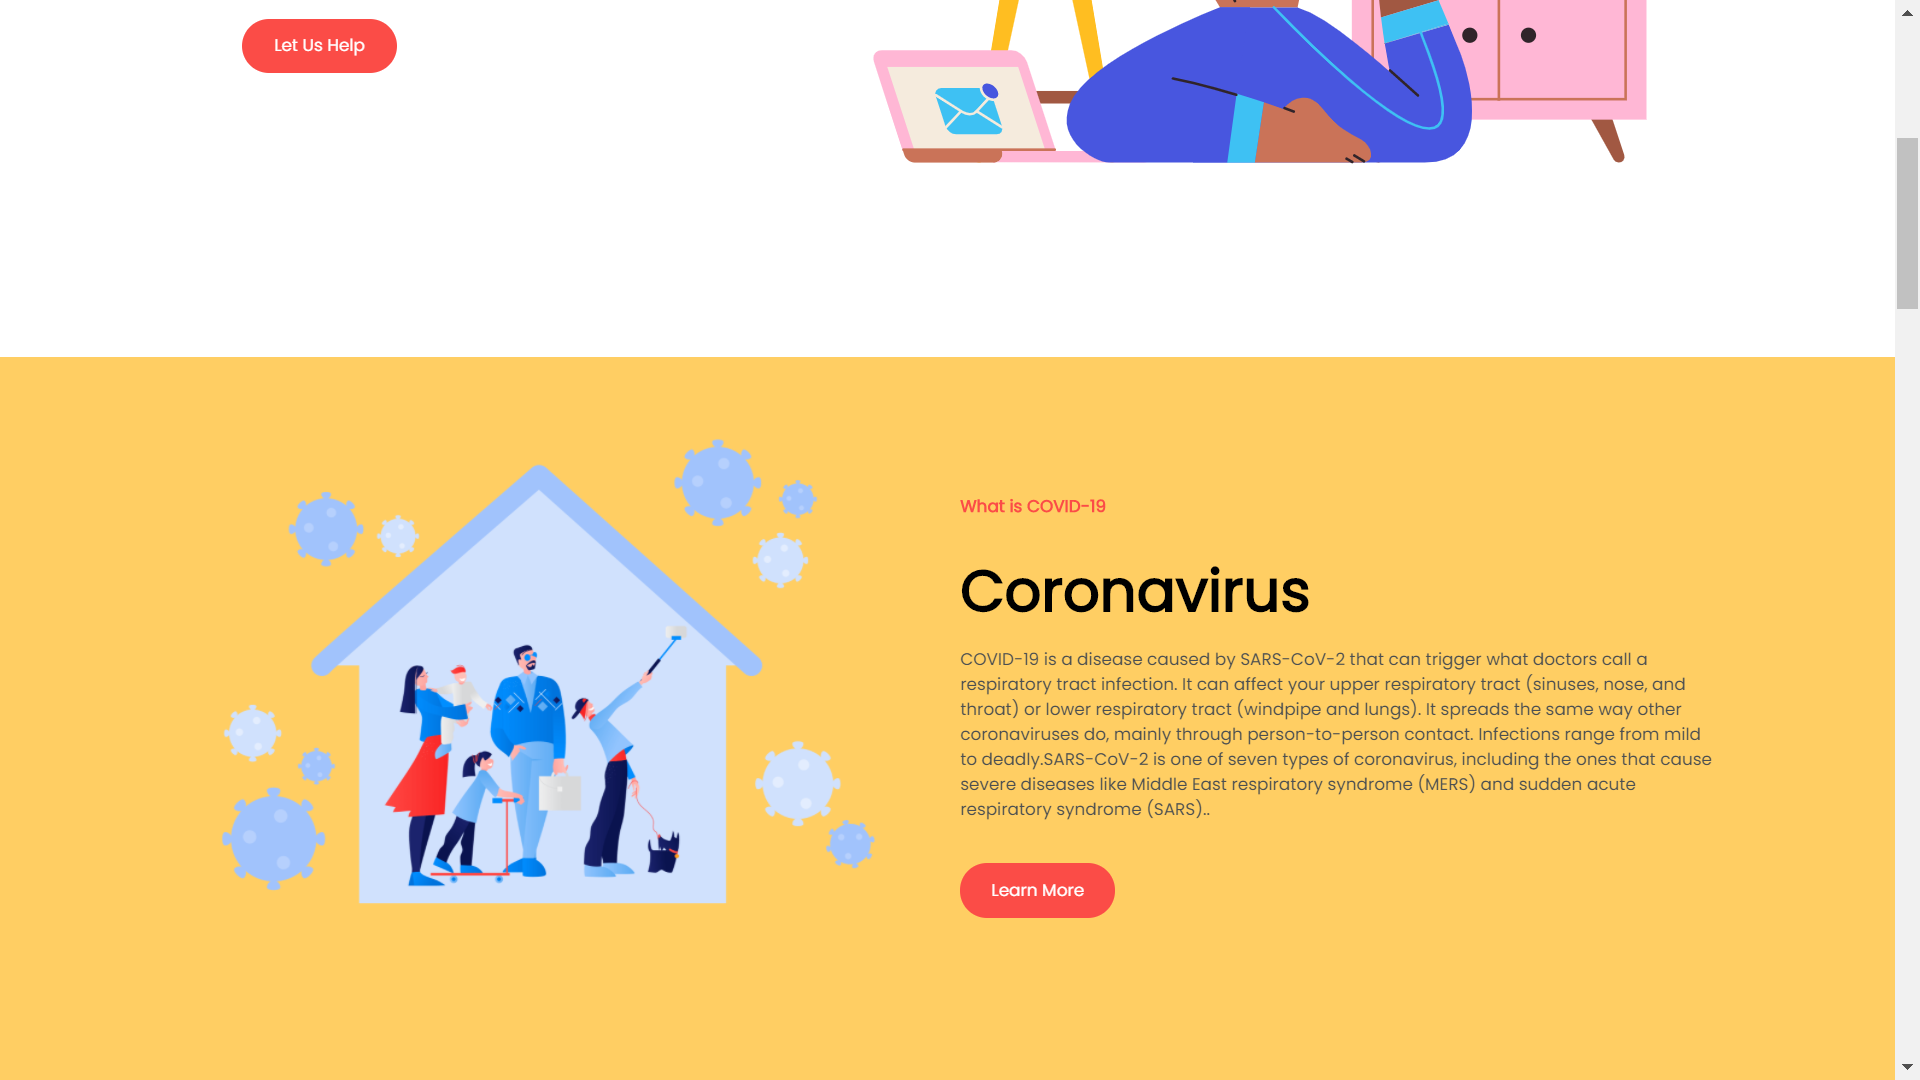 Let Us Help
What is COVID-19
Coronavirus
COVID-19 is a disease caused by SARS-CoV-2 that can trigger what doctors call a
respiratory tract infection. It can affect your upper respiratory tract (sinuses, nose, and
throat) or lower respiratory tract (windpipe and lungs). It spreads the same way other
coronaviruses do, mainly through person-to-person contact. Infections range from mild
to deadly.SARS-CoV-2 is one of seven types of coronavirus, including the ones that cause
severe diseases like Middle East respiratory syndrome (MERS) and sudden acute
respiratory syndrome (SARS)..
Learn More